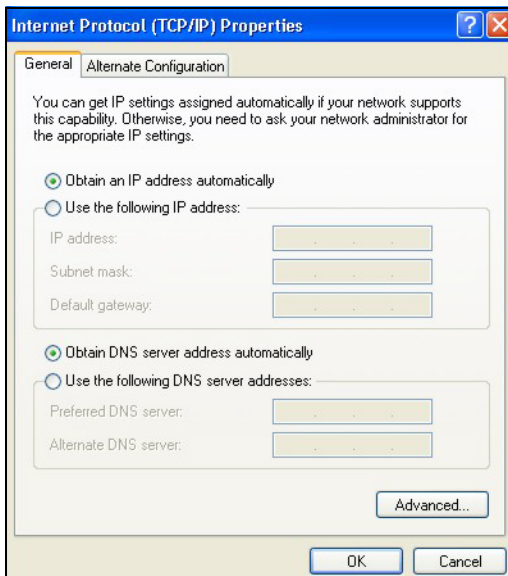 Internet Protocol (TCP/IP) Properties
General
Alternate Configuration
You can get IP settings assigned automatically if your network supports
this capability. Otherwise, you need to ask your network administrator for
the appropriate IP settings.
Obtain an IP address automatically
Use the following IP address:
IP address:
Subnet mask:
Default gateway:
Obtain DNS server address automatically
Use the following DNS server addresses:
Preferred DNS server:
Alternate DNS server:
Advanced...
OK
Cancel